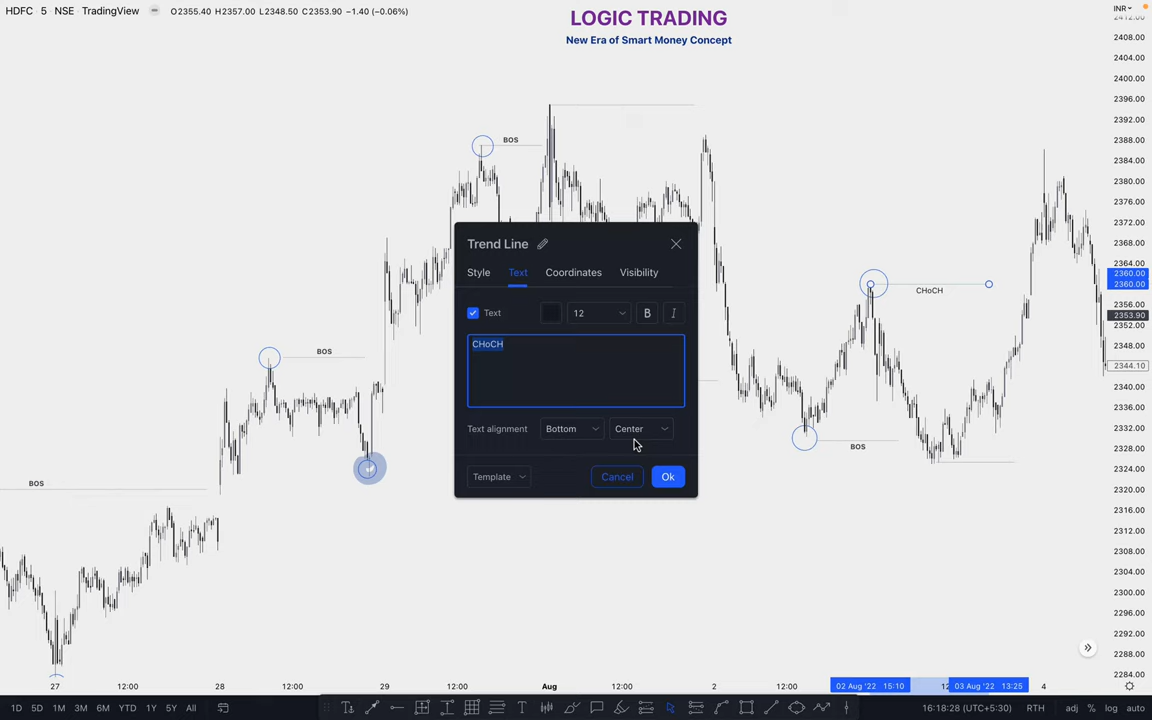 HDFC · 5 · NSE · TradingView
O2355.40 H2357.00 L2348.50 C2353.90 −1.40 (−0.06%)
LOGIC TRADING
New Era of Smart Money Concept
INR
2412.00
2408.00
2404.00
2400.00
2396.00
2392.00
2388.00
2384.00
2380.00
2376.00
2372.00
2368.00
2364.00
2360.00
2360.00
2356.00
2353.90
2352.00
2348.00
2344.10
2340.00
2336.00
2332.00
2328.00
2324.00
2320.00
2316.00
2312.00
2308.00
2304.00
2300.00
2296.00
2292.00
2288.00
2284.00
BOS
BOS
BOS
BOS
CHoCH
Trend Line
Style Text Coordinates Visibility
Text 12 B I
CHoCH
Text alignment Bottom Center
Template Cancel Ok
27 12:00 28 12:00 29 12:00 Aug 12:00 2 12:00 02 Aug '22 15:10 12 03 Aug '22 13:25 4
1D 5D 1M 3M 6M YTD 1Y 5Y All
16:18:28 (UTC+5:30) RTH adj % log auto